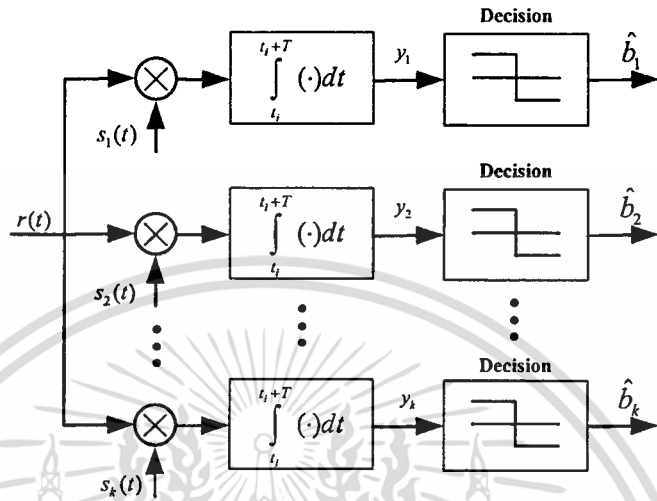 Decision
t_i+T
∫ (·)dt
t_i
y_1
b̂_1
s_1(t)
Decision
r(t)
t_i+T
∫ (·)dt
t_i
y_2
b̂_2
s_2(t)
Decision
t_i+T
∫ (·)dt
t_i
y_k
b̂_k
s_k(t)